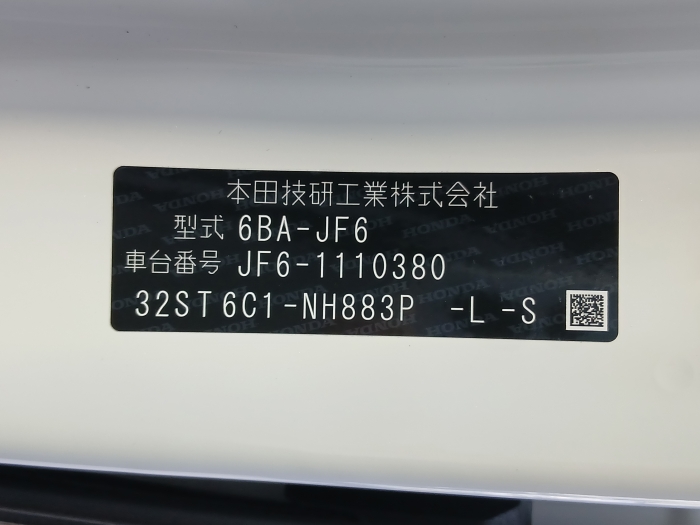 本田技研工業株式会社
型式 6BA-JF6
車台番号 JF6-1110380
32ST6C1-NH883P -L -S